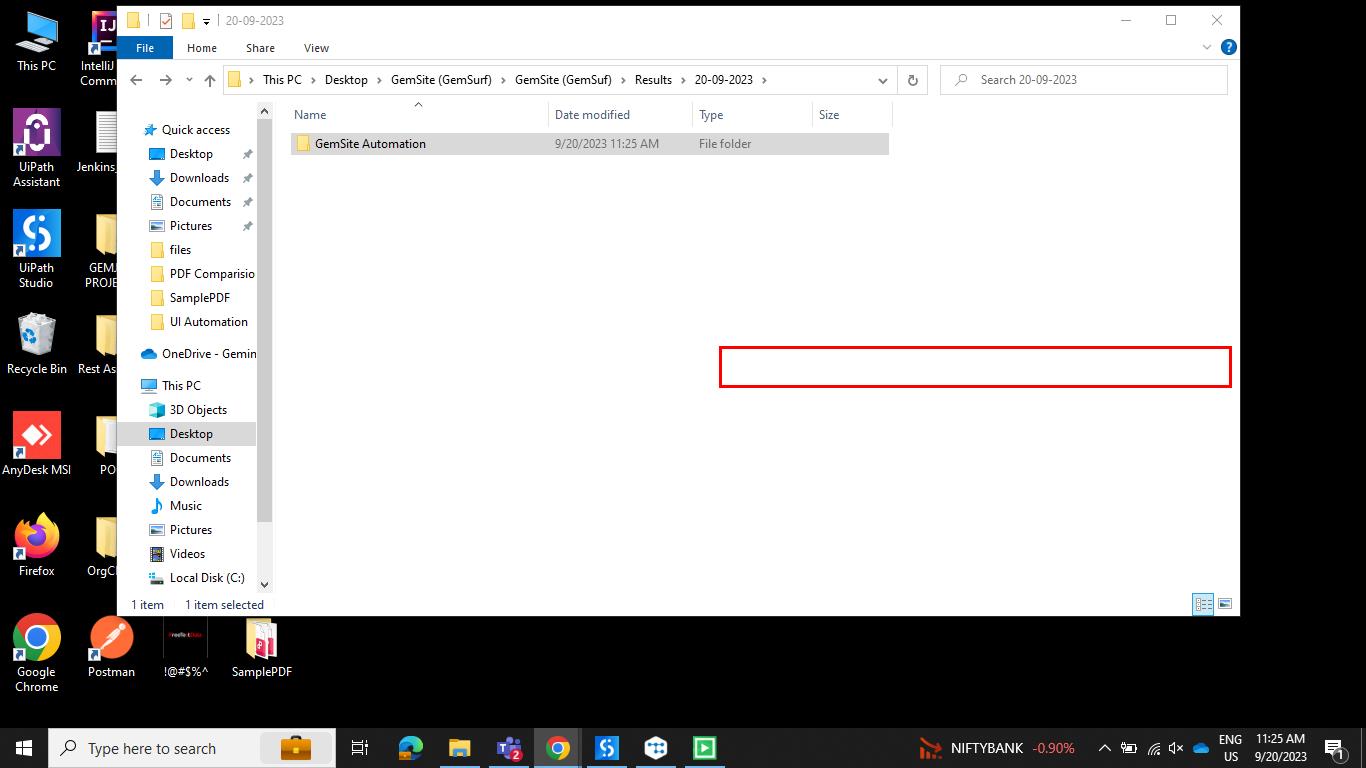 20-09-2023
File
Home
Share
View
This PC
Desktop
GemSite (GemSurf)
GemSite (GemSuf)
Results
20-09-2023
Search 20-09-2023
Name
Date modified
Type
Size
GemSite Automation
9/20/2023 11:25 AM
File folder
Quick access
Desktop
Downloads
Documents
Pictures
files
PDF Comparisio
SamplePDF
UI Automation
OneDrive - Gemin
This PC
3D Objects
Desktop
Documents
Downloads
Music
Pictures
Videos
Local Disk (C:)
1 item
1 item selected
This PC
IntelliJ
Comm
UiPath
Assistant
Jenkins_
UiPath
Studio
GEMJ
PROJE
Recycle Bin
Rest As
AnyDesk MSI
PO
Firefox
OrgC
Google
Chrome
Postman
!@#$%^
SamplePDF
Type here to search
2
NIFTYBANK
-0.90%
ENG
US
11:25 AM
9/20/2023
1